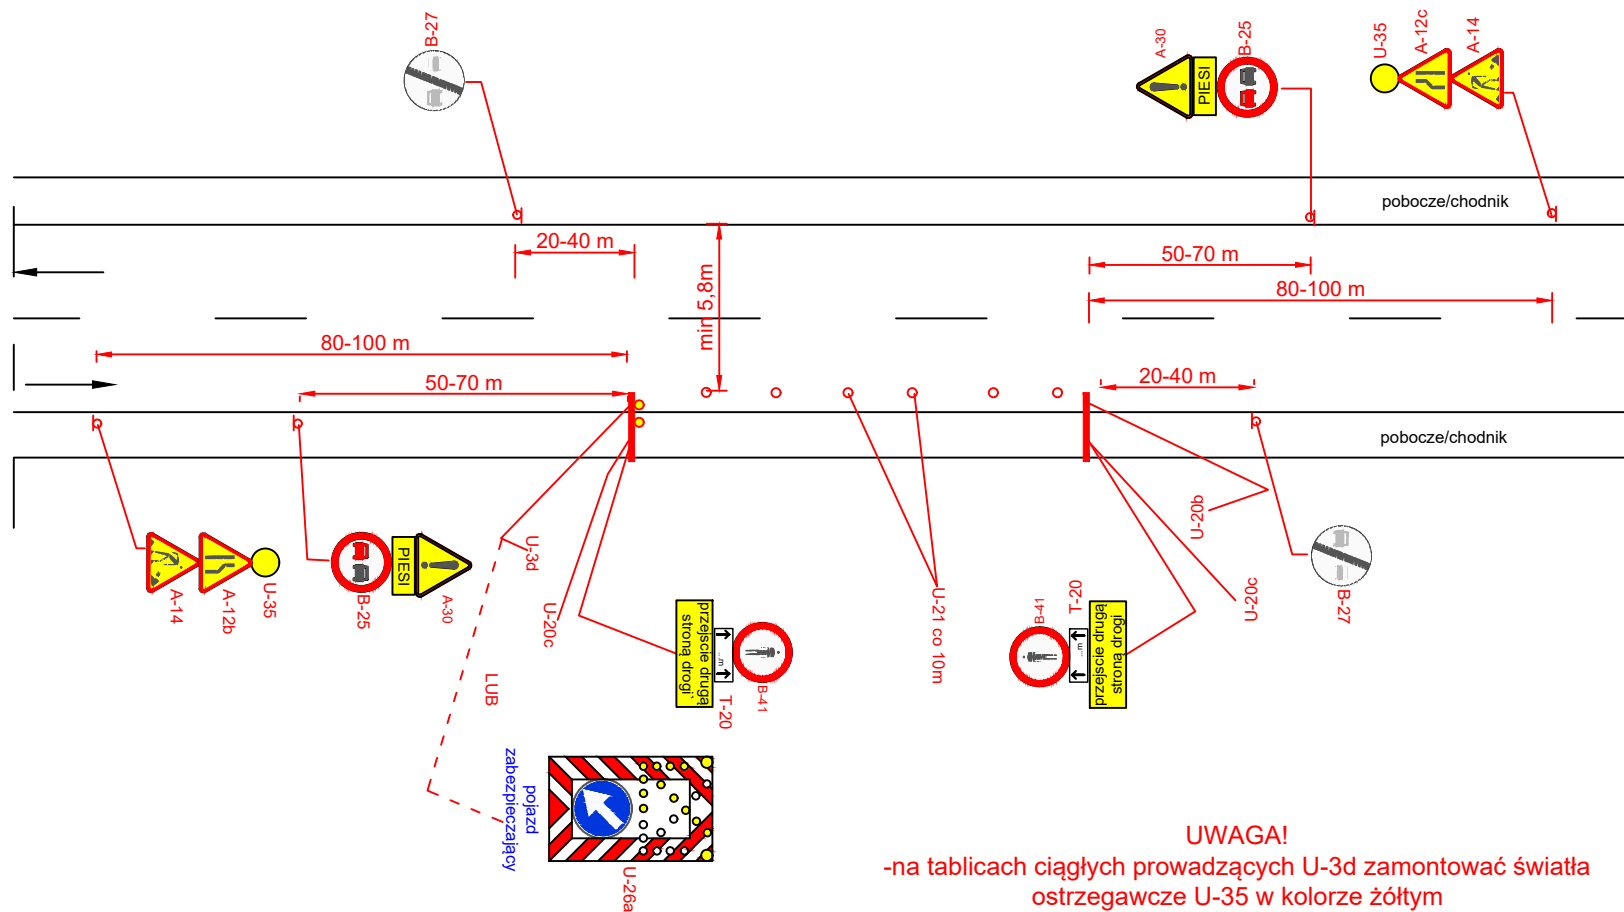 B-27
A-30
PIESI
B-25
U-35
A-12c
A-14
pobocze/chodnik
20-40 m
min 5,8m
50-70 m
80-100 m
80-100 m
50-70 m
20-40 m
pobocze/chodnik
A-14
A-12b
U-35
B-25
PIESI
A-30
U-3d
U-20c
LUB
przejscie drugą
stroną drogi
...m
T-20
B-41
U-21 co 10m
B-41
T-20
...m
przejscie drugą
stroną drogi
U-20b
U-20c
B-27
pojazd
zabezpieczający
U-26a
UWAGA!
-na tablicach ciągłych prowadzących U-3d zamontować światła
ostrzegawcze U-35 w kolorze żółtym